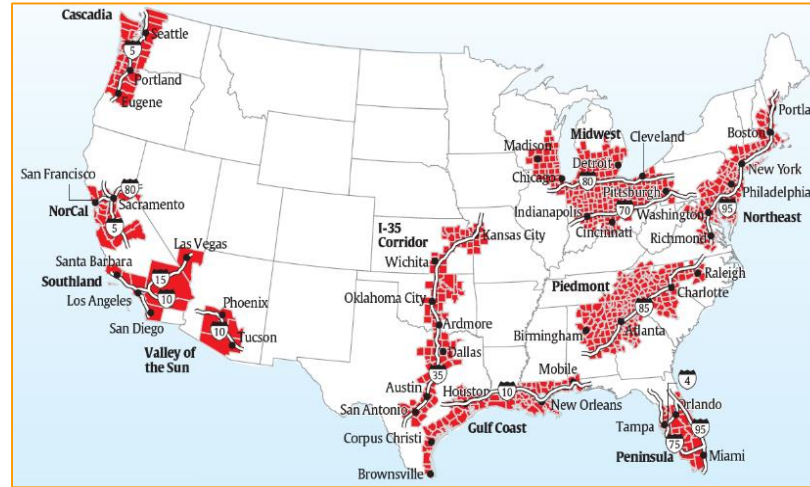 Cascadia
Seattle
5
Portland
Eugene
San Francisco
80
Sacramento
NorCal
5
Las Vegas
Santa Barbara
15
Southland
10
Los Angeles
Phoenix
San Diego
10
Tucson
Valley of
the Sun
I-35
Corridor
Kansas City
Wichita
Oklahoma City
Ardmore
Dallas
35
Austin
San Antonio
Houston
10
Mobile
New Orleans
Gulf Coast
Corpus Christi
Brownsville
Madison
Midwest
Cleveland
Detroit
Chicago
80
Pittsburgh
Indianapolis
70
Cincinnati
Portla
Boston
New York
Philadelphia
Washington
95
Northeast
Richmond
Piedmont
Raleigh
Charlotte
85
Birmingham
Atlanta
4
Orlando
Tampa
95
75
Peninsula
Miami